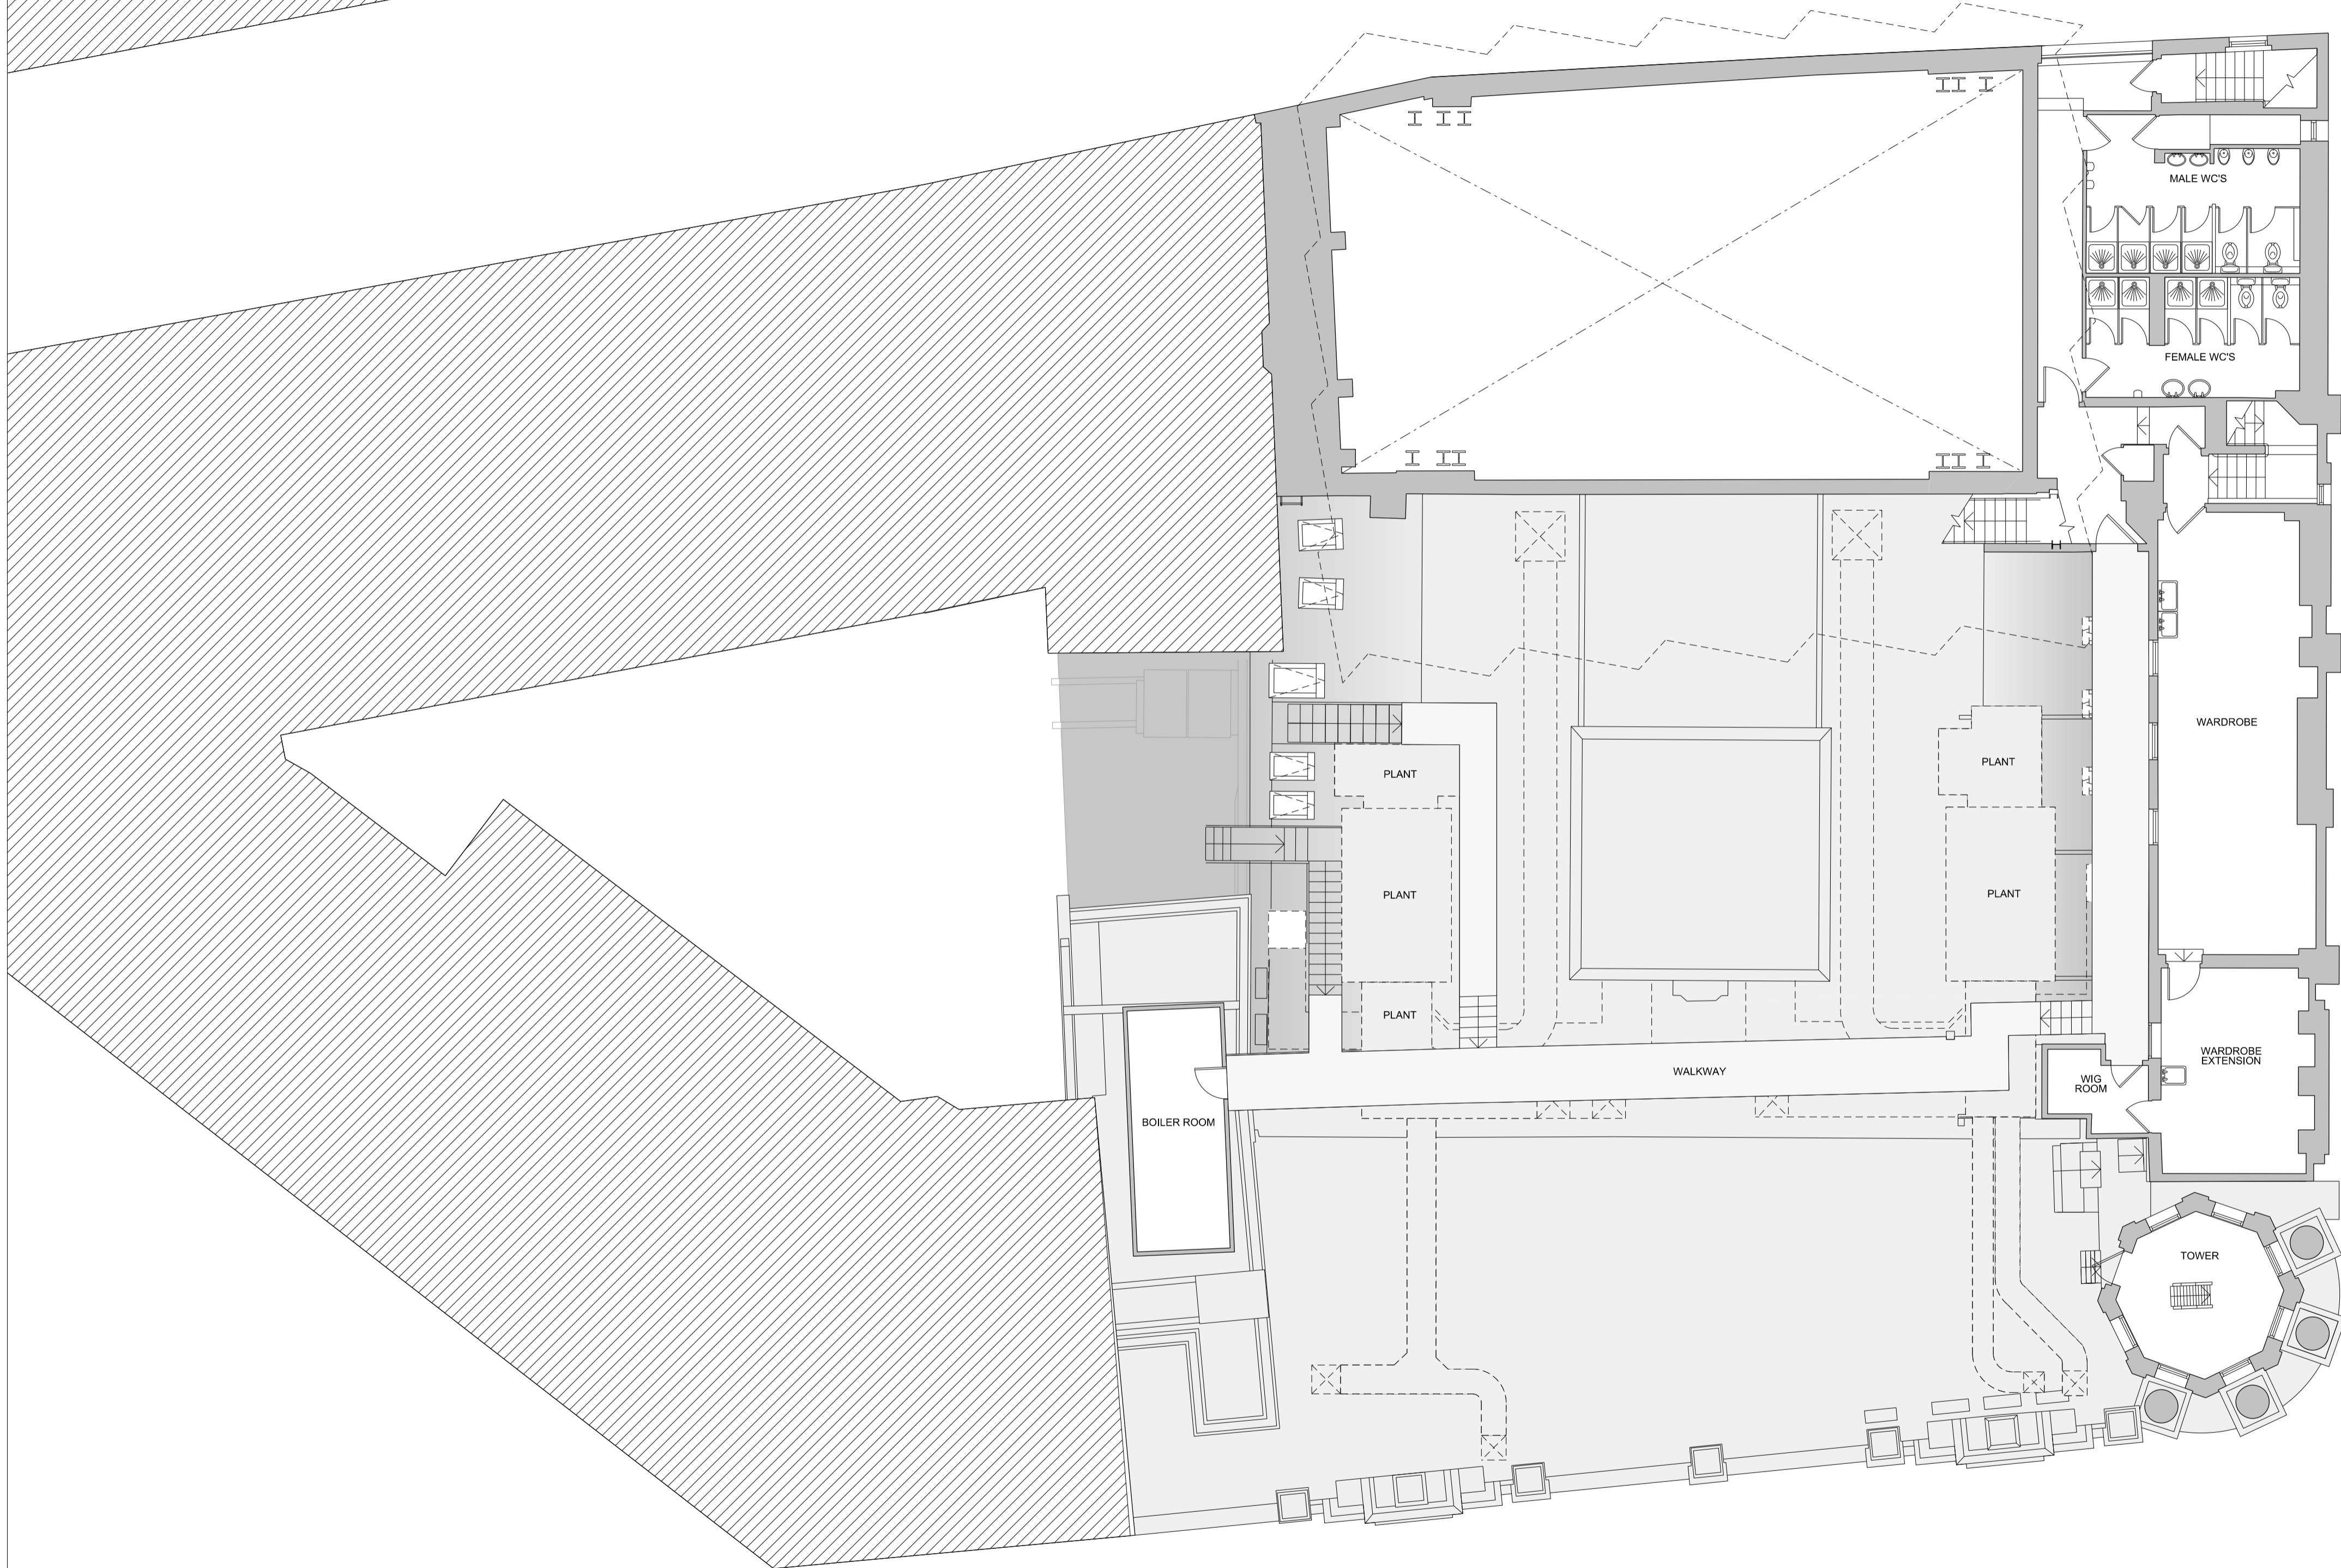 MALE WC'S
FEMALE WC'S
WARDROBE
PLANT
PLANT
PLANT
PLANT
PLANT
WALKWAY
WARDROBE
EXTENSION
WIG
ROOM
BOILER ROOM
TOWER